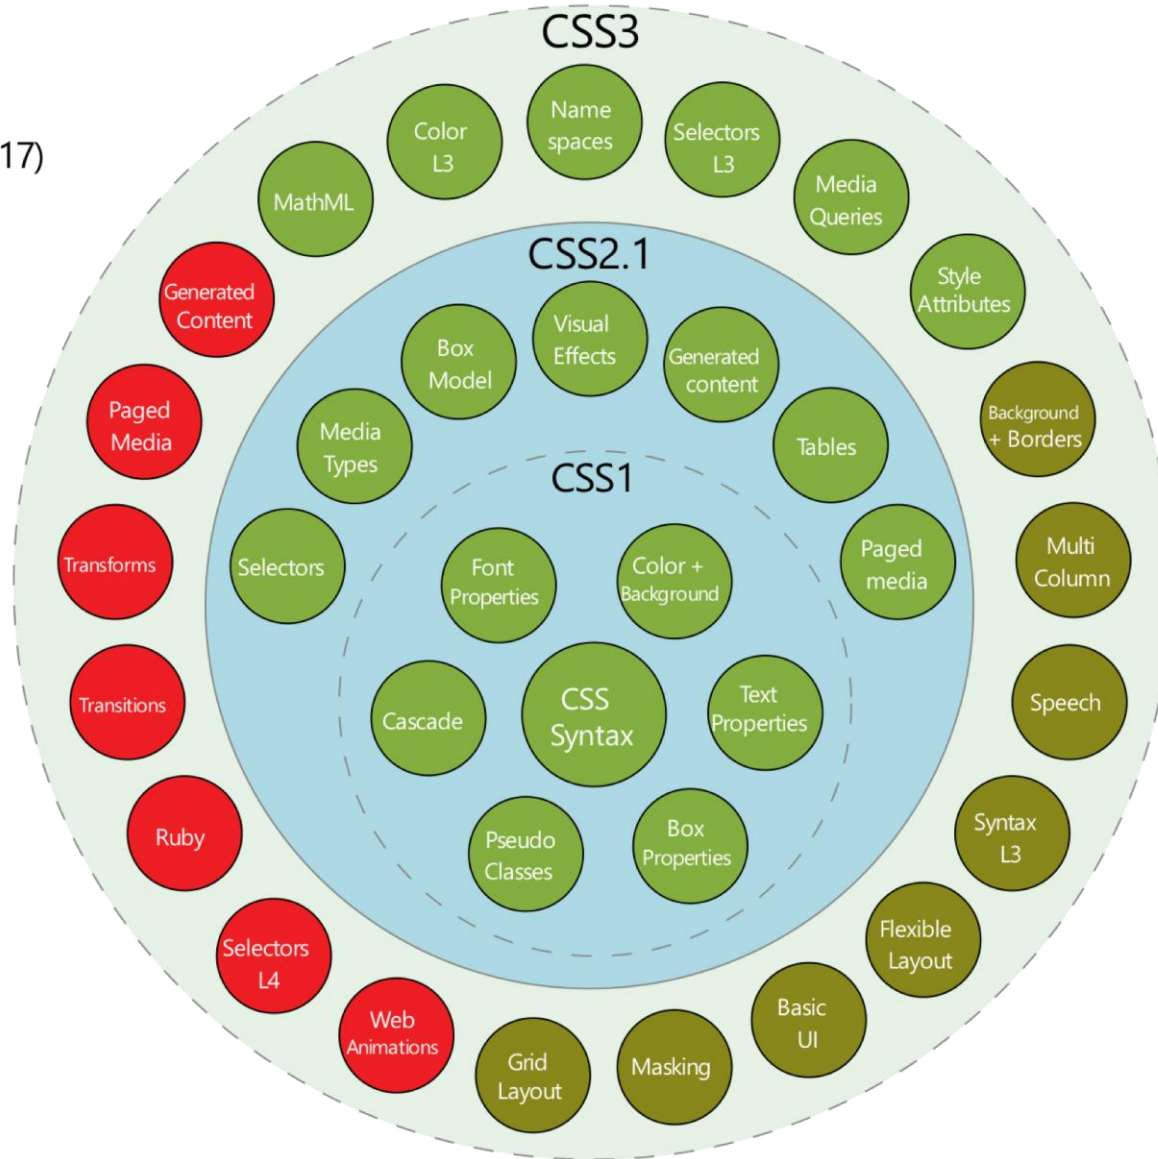 CSS3
17)
Name
spaces
Color
L3
Selectors
L3
MathML
Media
Queries
Generated
Content
Style
Attributes
Paged
Media
Background
+ Borders
Transforms
Multi
Column
Transitions
Speech
Ruby
Syntax
L3
Selectors
L4
Flexible
Layout
Web
Animations
Basic
UI
Grid
Layout
Masking
CSS2.1
Visual
Effects
Box
Model
Generated
content
Media
Types
Tables
Selectors
Paged
media
CSS1
Font
Properties
Color +
Background
Cascade
CSS
Syntax
Text
Properties
Pseudo
Classes
Box
Properties